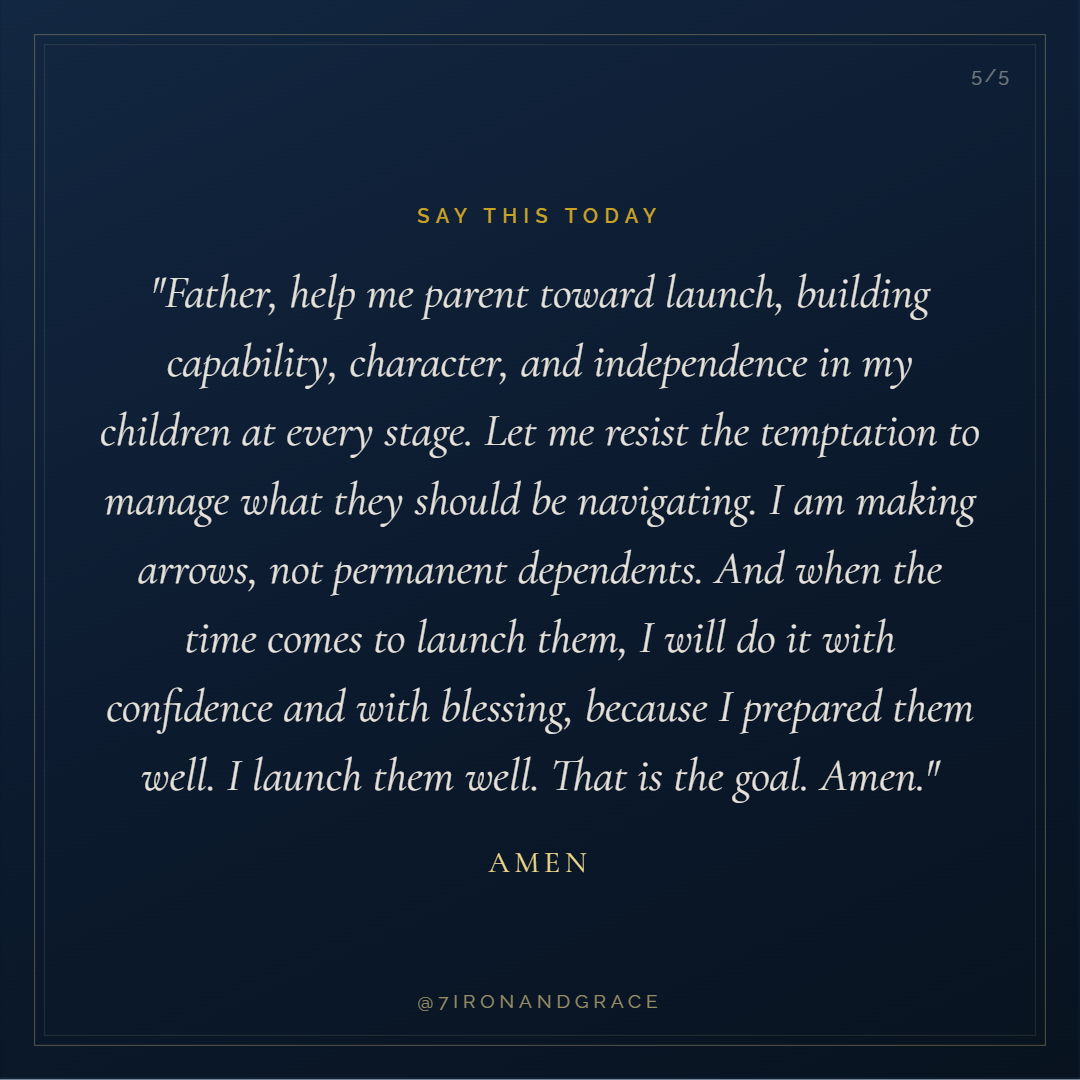 5/5
SAY THIS TODAY
"Father, help me parent toward launch, building
capability, character, and independence in my
children at every stage. Let me resist the temptation to
manage what they should be navigating. I am making
arrows, not permanent dependents. And when the
time comes to launch them, I will do it with
confidence and with blessing, because I prepared them
well. I launch them well. That is the goal. Amen."
AMEN
@7IRONANDGRACE